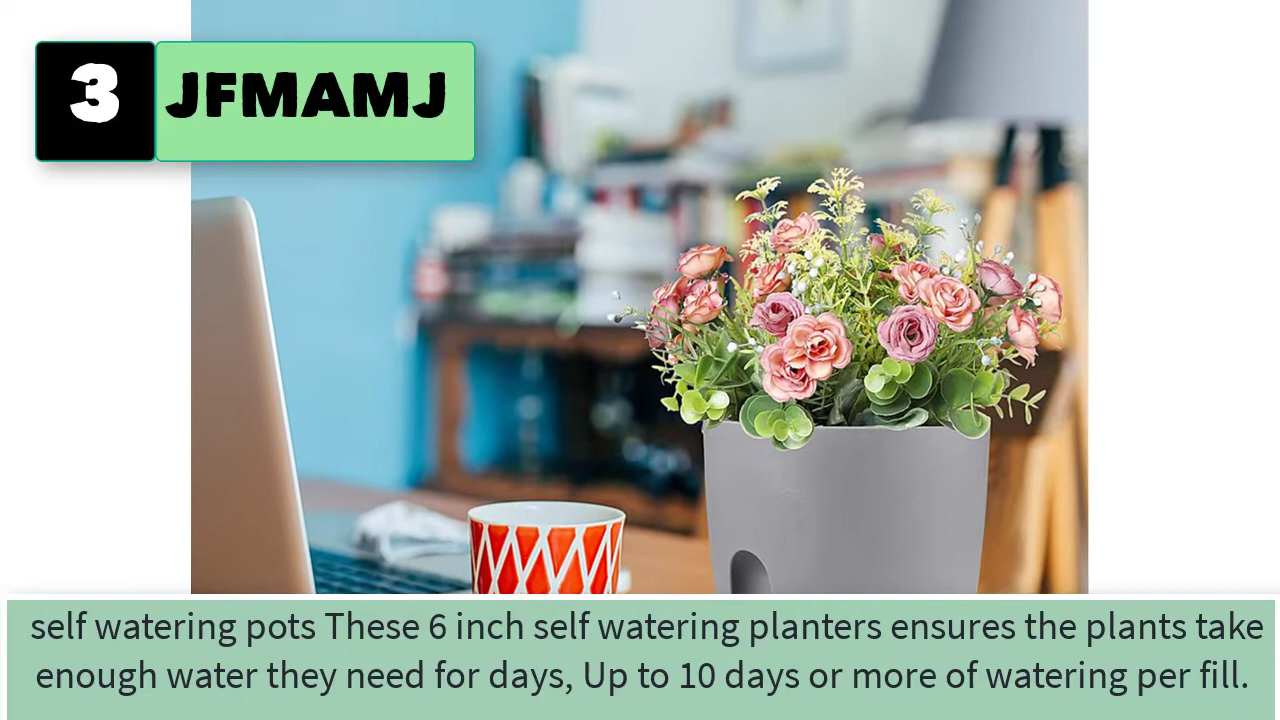 3 JFMAMJ
self watering pots These 6 inch self watering planters ensures the plants take
enough water they need for days, Up to 10 days or more of watering per fill.